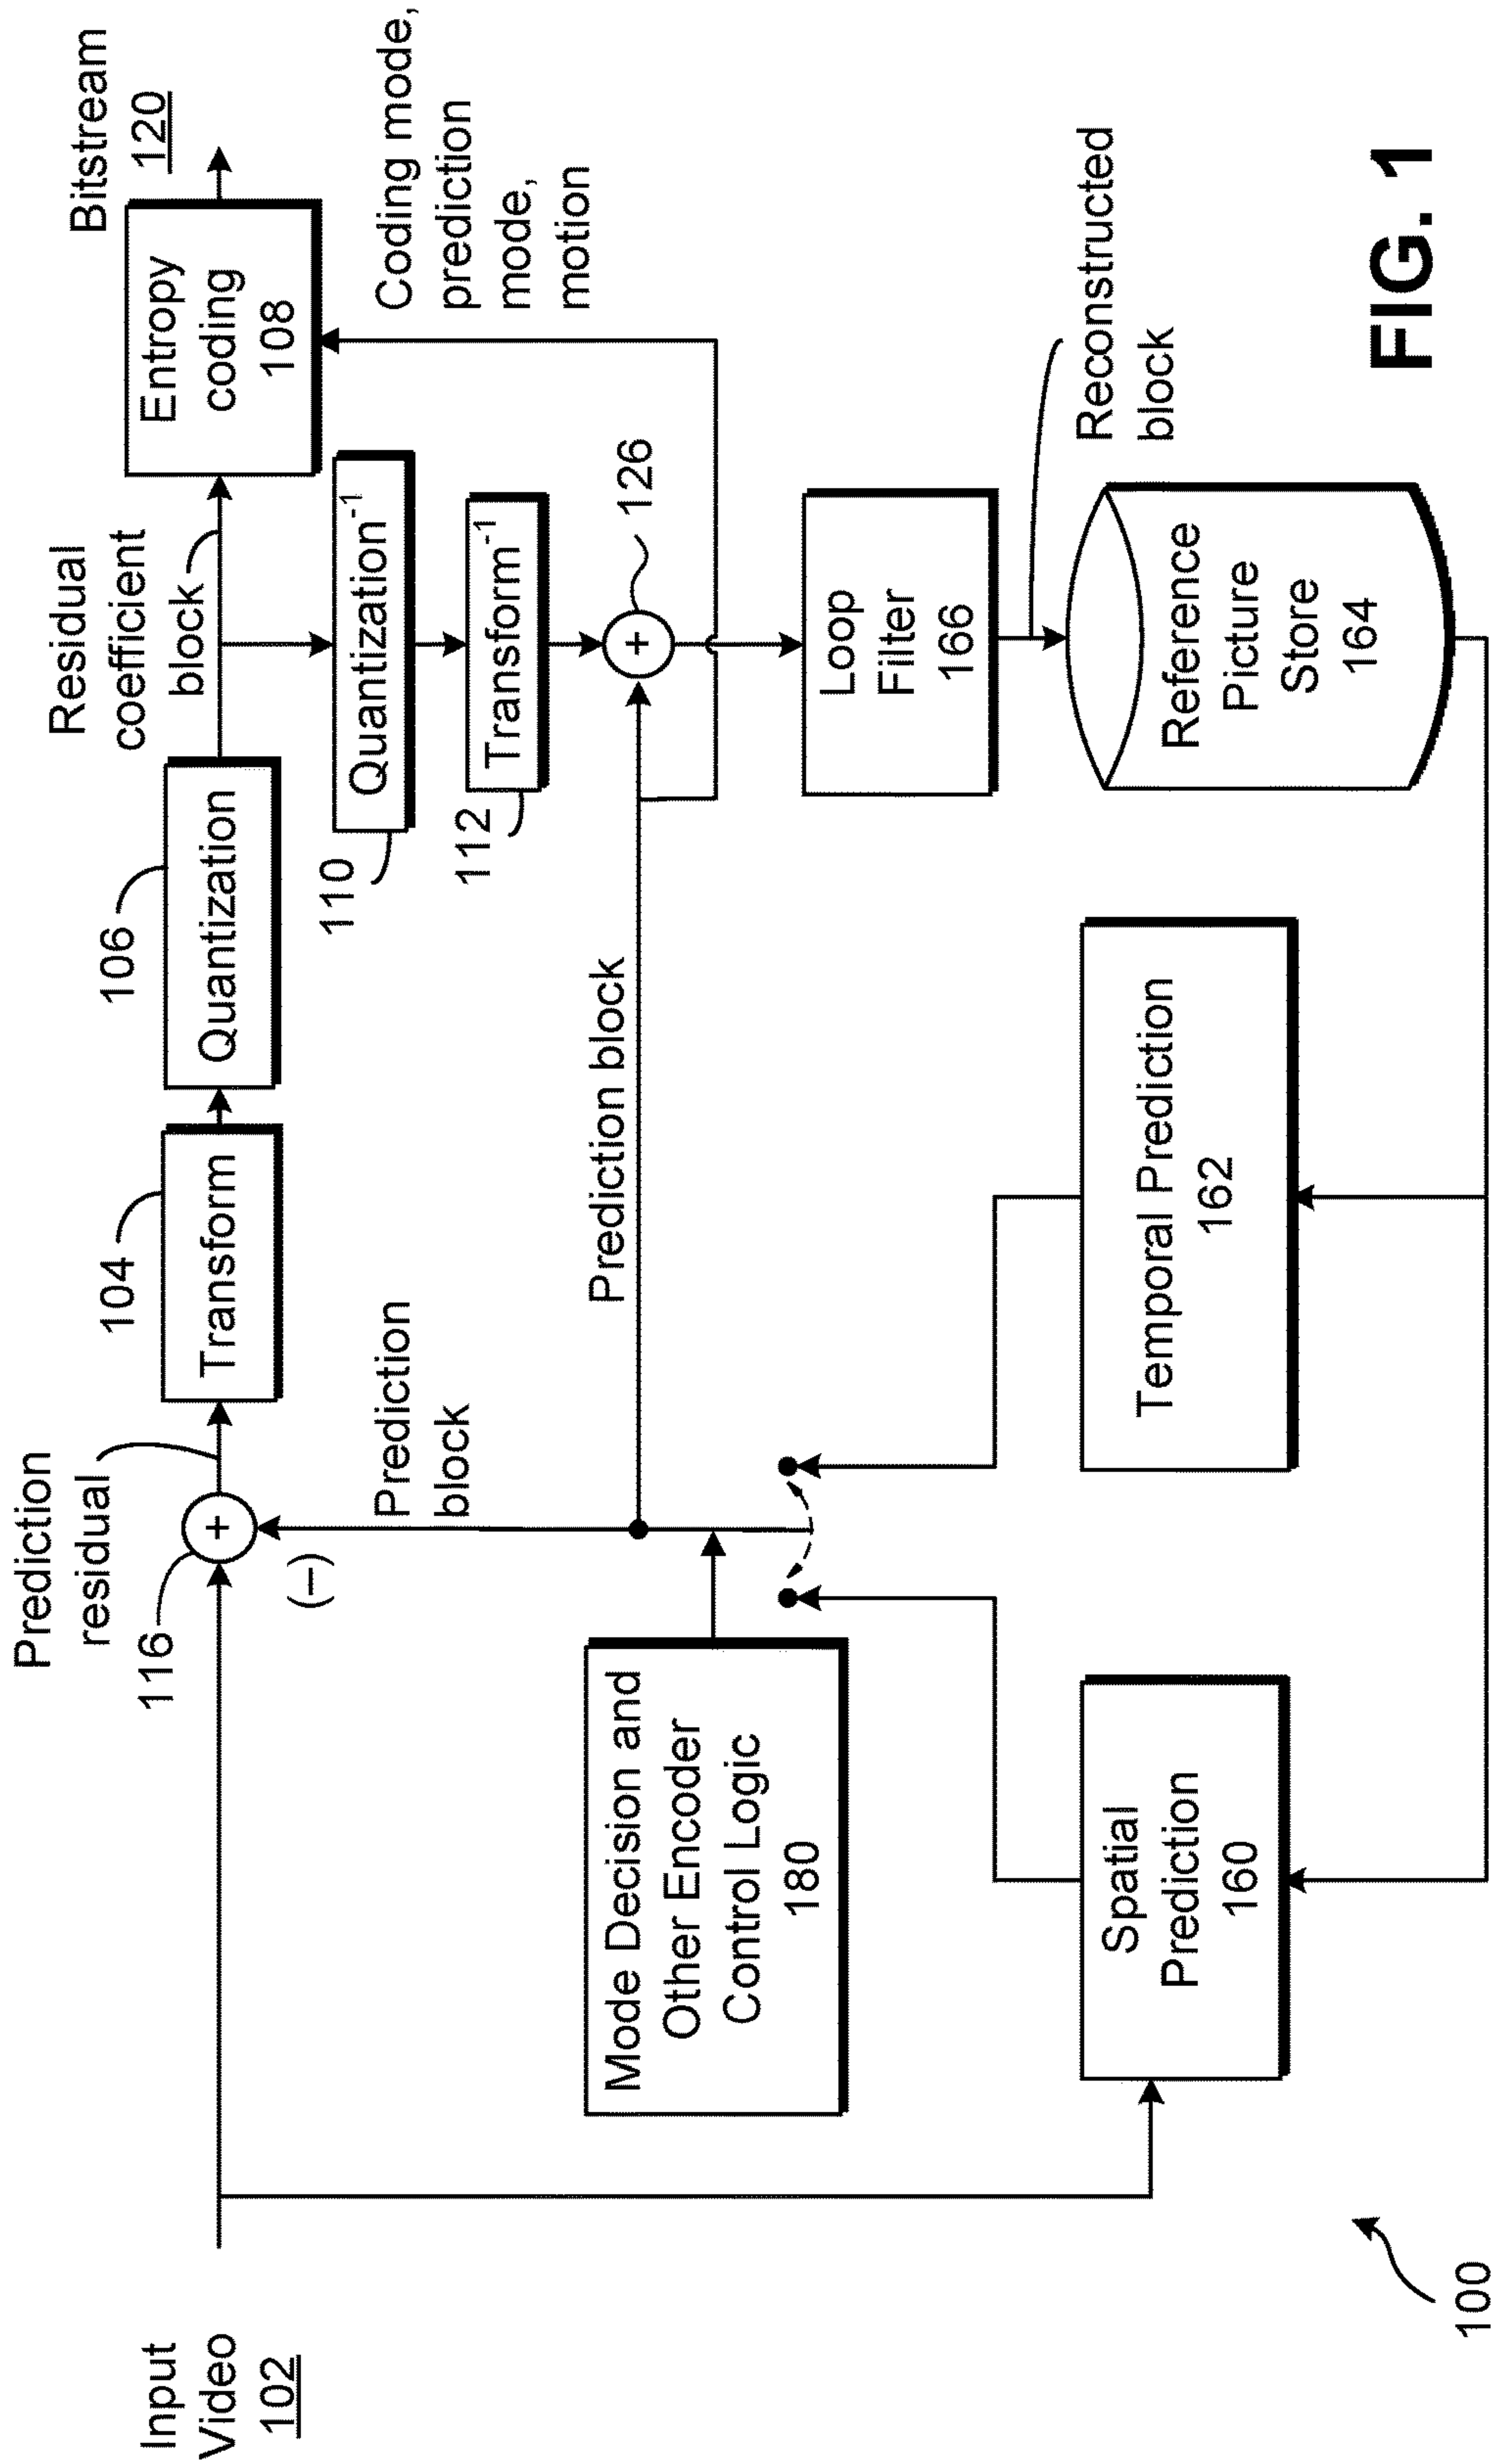 Input
Video
102
Prediction
residual
116
(–)
Prediction
block
104
Transform
106
Quantization
Residual
coefficient
block
Entropy
coding
108
Bitstream
120
Coding mode,
prediction
mode,
motion
110
Quantization-1
112
Transform-1
+
+
126
Prediction block
Mode Decision and
Other Encoder
Control Logic
180
Spatial
Prediction
160
Temporal Prediction
162
Loop
Filter
166
Reconstructed
block
Reference
Picture
Store
164
100
FIG. 1